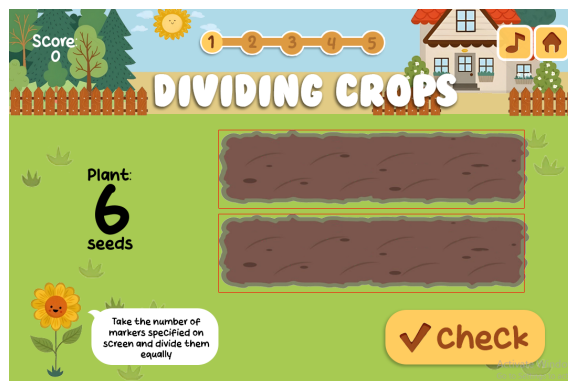 Score:
0
1 2 3 4 5
DIVIDING CROPS
Plant:
6
seeds
Take the number of
markers specified on
screen and divide them
equally
Check